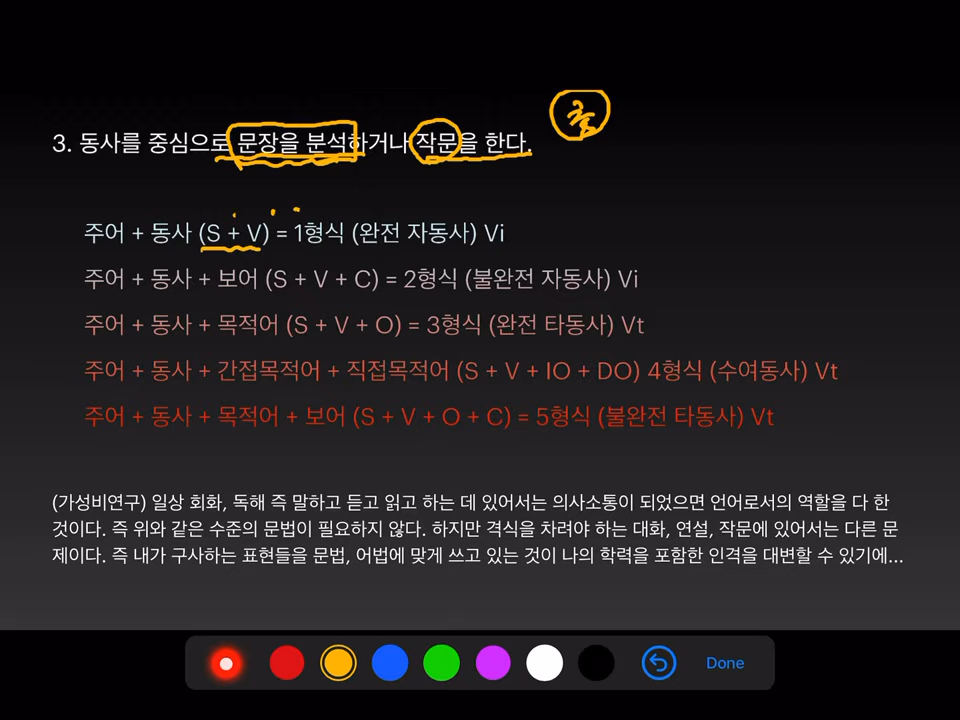 3. 동사를 중심으로 문장을 분석하거나 작문을 한다.
주어 + 동사 (S + V) = 1형식 (완전 자동사) Vi
주어 + 동사 + 보어 (S + V + C) = 2형식 (불완전 자동사) Vi
주어 + 동사 + 목적어 (S + V + O) = 3형식 (완전 타동사) Vt
주어 + 동사 + 간접목적어 + 직접목적어 (S + V + IO + DO) 4형식 (수여동사) Vt
주어 + 동사 + 목적어 + 보어 (S + V + O + C) = 5형식 (불완전 타동사) Vt
(가성비연구) 일상 회화, 독해 즉 말하고 듣고 읽고 하는 데 있어서는 의사소통이 되었으면 언어로서의 역할을 다 한
것이다. 즉 위와 같은 수준의 문법이 필요하지 않다. 하지만 격식을 차려야 하는 대화, 연설, 작문에 있어서는 다른 문
제이다. 즉 내가 구사하는 표현들을 문법, 어법에 맞게 쓰고 있는 것이 나의 학력을 포함한 인격을 대변할 수 있기에...
Done